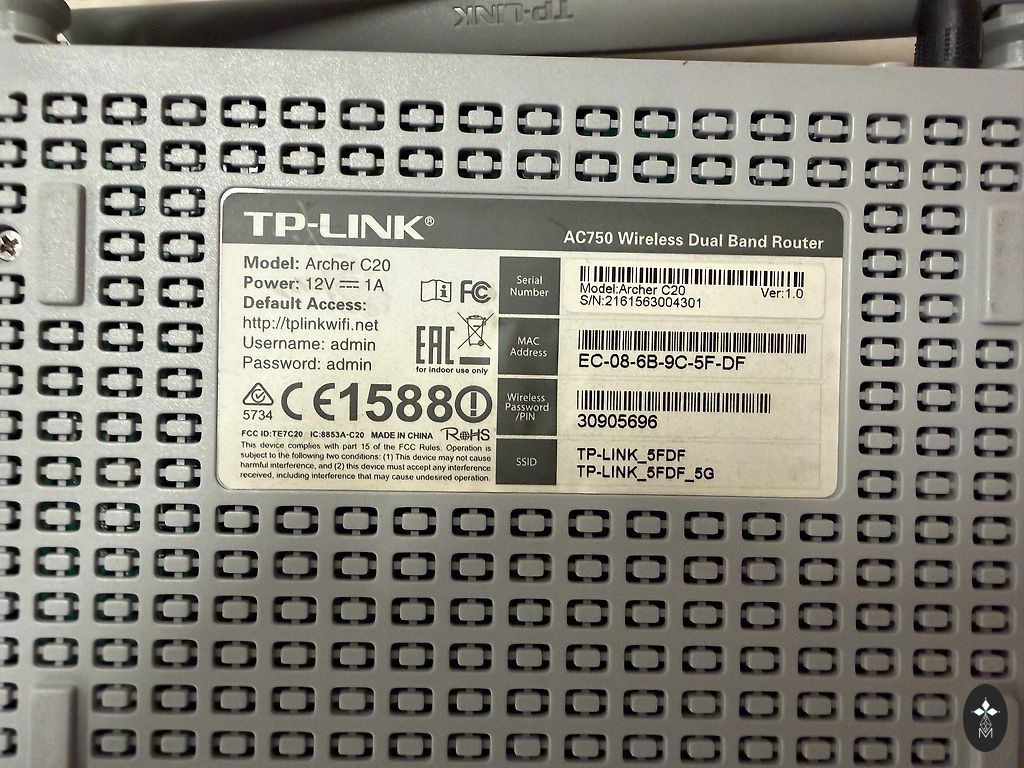 TP-LINK
TP-LINK®
AC750 Wireless Dual Band Router
Model: Archer C20
Power: 12V ⎓ 1A
Default Access:
http://tplinkwifi.net
Username: admin
Password: admin
FC
EAC
for indoor use only
5734
CE1588
FCC ID:TE7C20 IC:8853A-C20 MADE IN CHINA RoHS
This device complies with part 15 of the FCC Rules. Operation is
subject to the following two conditions: (1) This device may not cause
harmful interference, and (2) this device must accept any interference
received, including interference that may cause undesired operation.
Serial
Number
Model:Archer C20 Ver:1.0
S/N:2161563004301
MAC
Address
EC-08-6B-9C-5F-DF
Wireless
Password
/PIN
30905696
SSID
TP-LINK_5FDF
TP-LINK_5FDF_5G
M